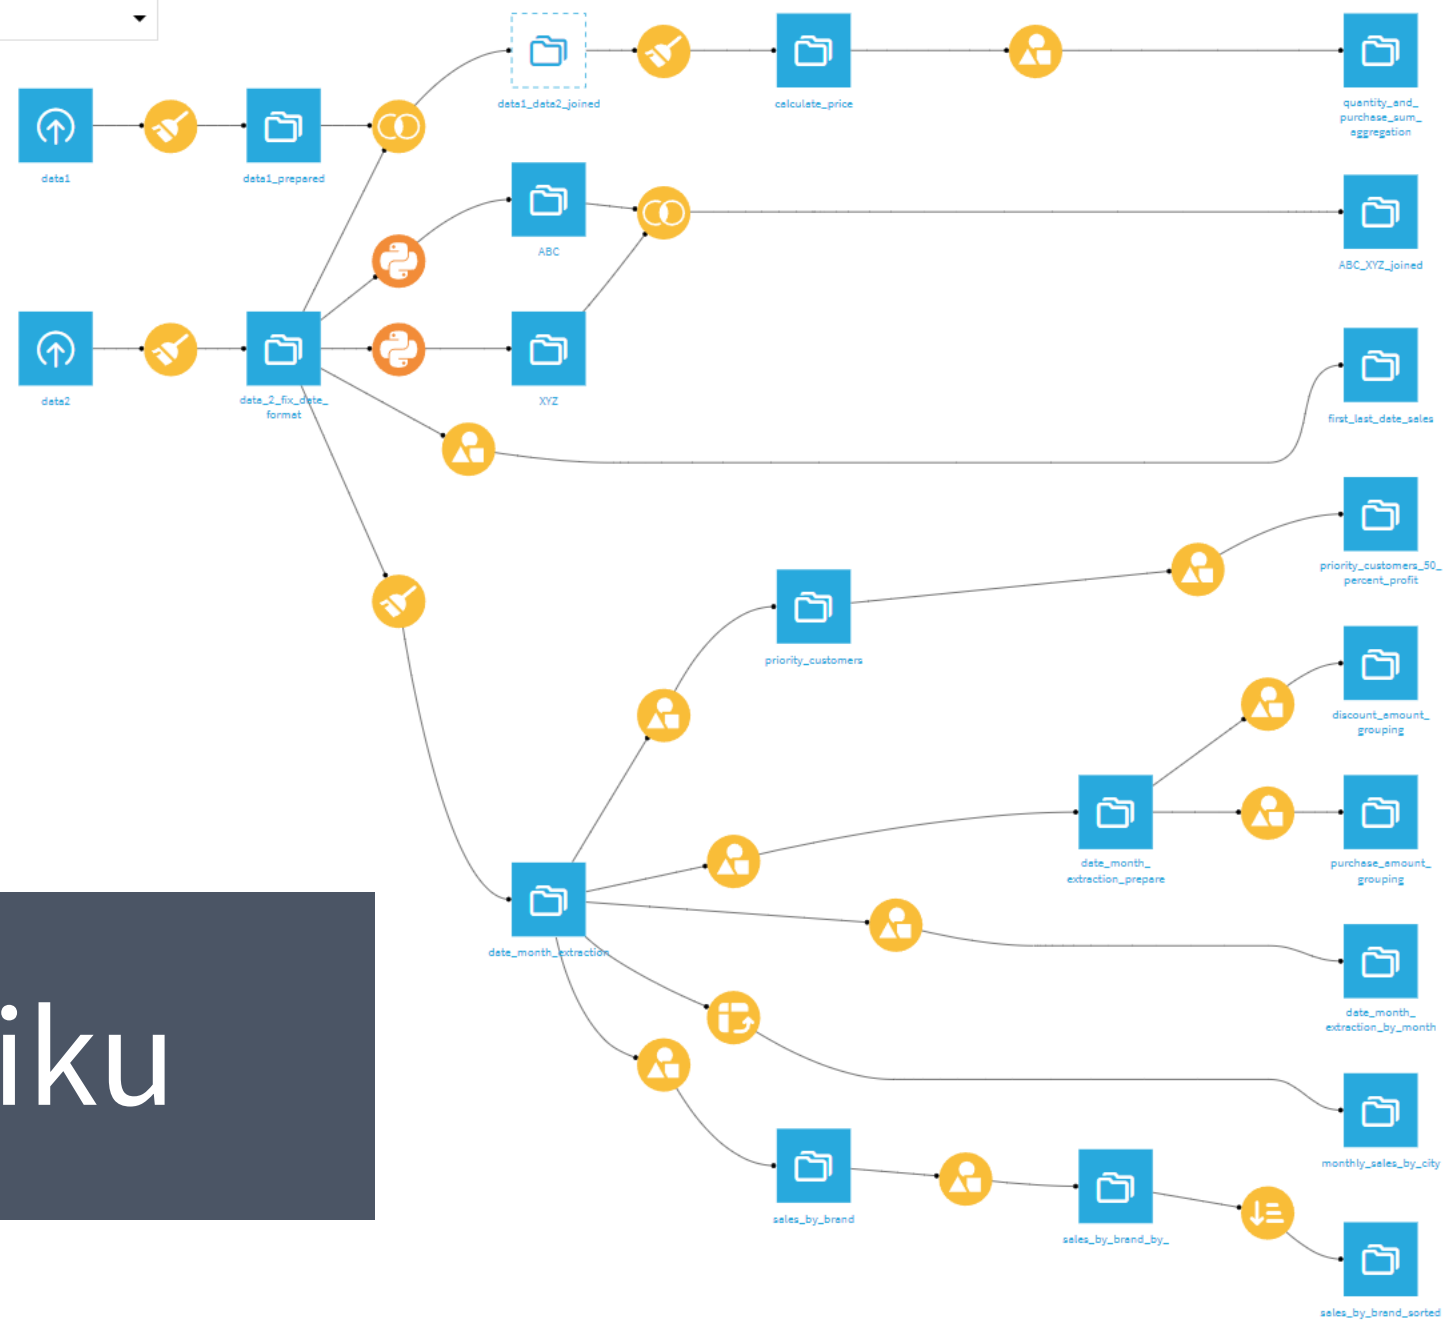 data1_data2_joined
calculate_price
quantity_and_
purchase_sum_
aggregation
data1
data1_prepared
ABC
ABC_XYZ_joined
data2
data_2_fix_date_
format
XYZ
first_last_date_sales
priority_customers_50_
percent_profit
priority_customers
discount_amount_
grouping
date_month_
extraction_prepare
purchase_amount_
grouping
date_month_extraction
date_month_
extraction_by_month
iku
monthly_sales_by_city
sales_by_brand
sales_by_brand_by_
sales_by_brand_sorted